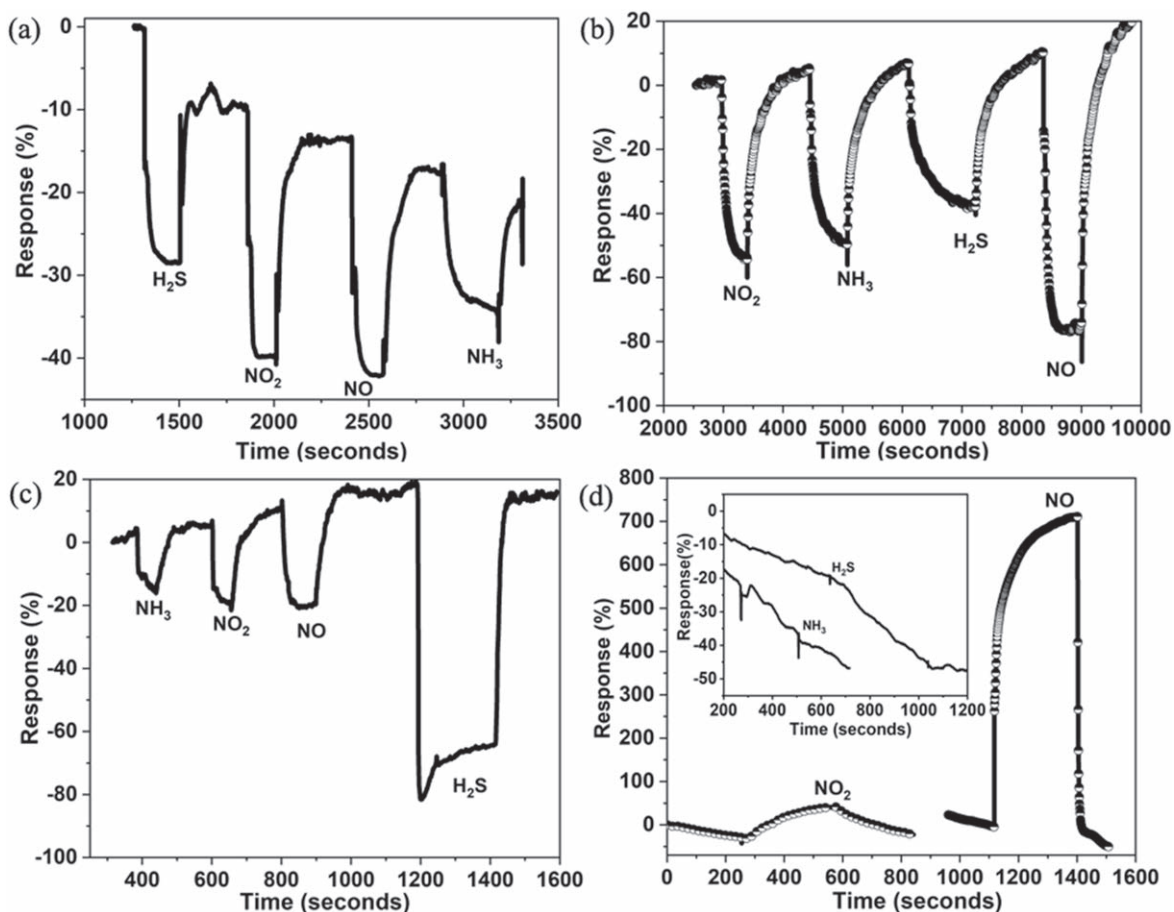 (a)
Response (%)
0
-10
-20
-30
-40
H₂S
NO₂
NO
NH₃
1000 1500 2000 2500 3000 3500
Time (seconds)
(b)
Response (%)
20
0
-20
-40
-60
-80
-100
NO₂
NH₃
H₂S
NO
2000 3000 4000 5000 6000 7000 8000 9000 10000
Time (seconds)
(c)
Response (%)
20
0
-20
-40
-60
-80
-100
NH₃
NO₂
NO
H₂S
400 600 800 1000 1200 1400 1600
Time (seconds)
(d)
Response (%)
800
700
600
500
400
300
200
100
0
-100
NO
NO₂
0 200 400 600 800 1000 1200 1400 1600
Time (seconds)
Response(%)
0
-10
-20
-30
-40
-50
H₂S
NH₃
200 400 600 800 1000 1200
Time (seconds)